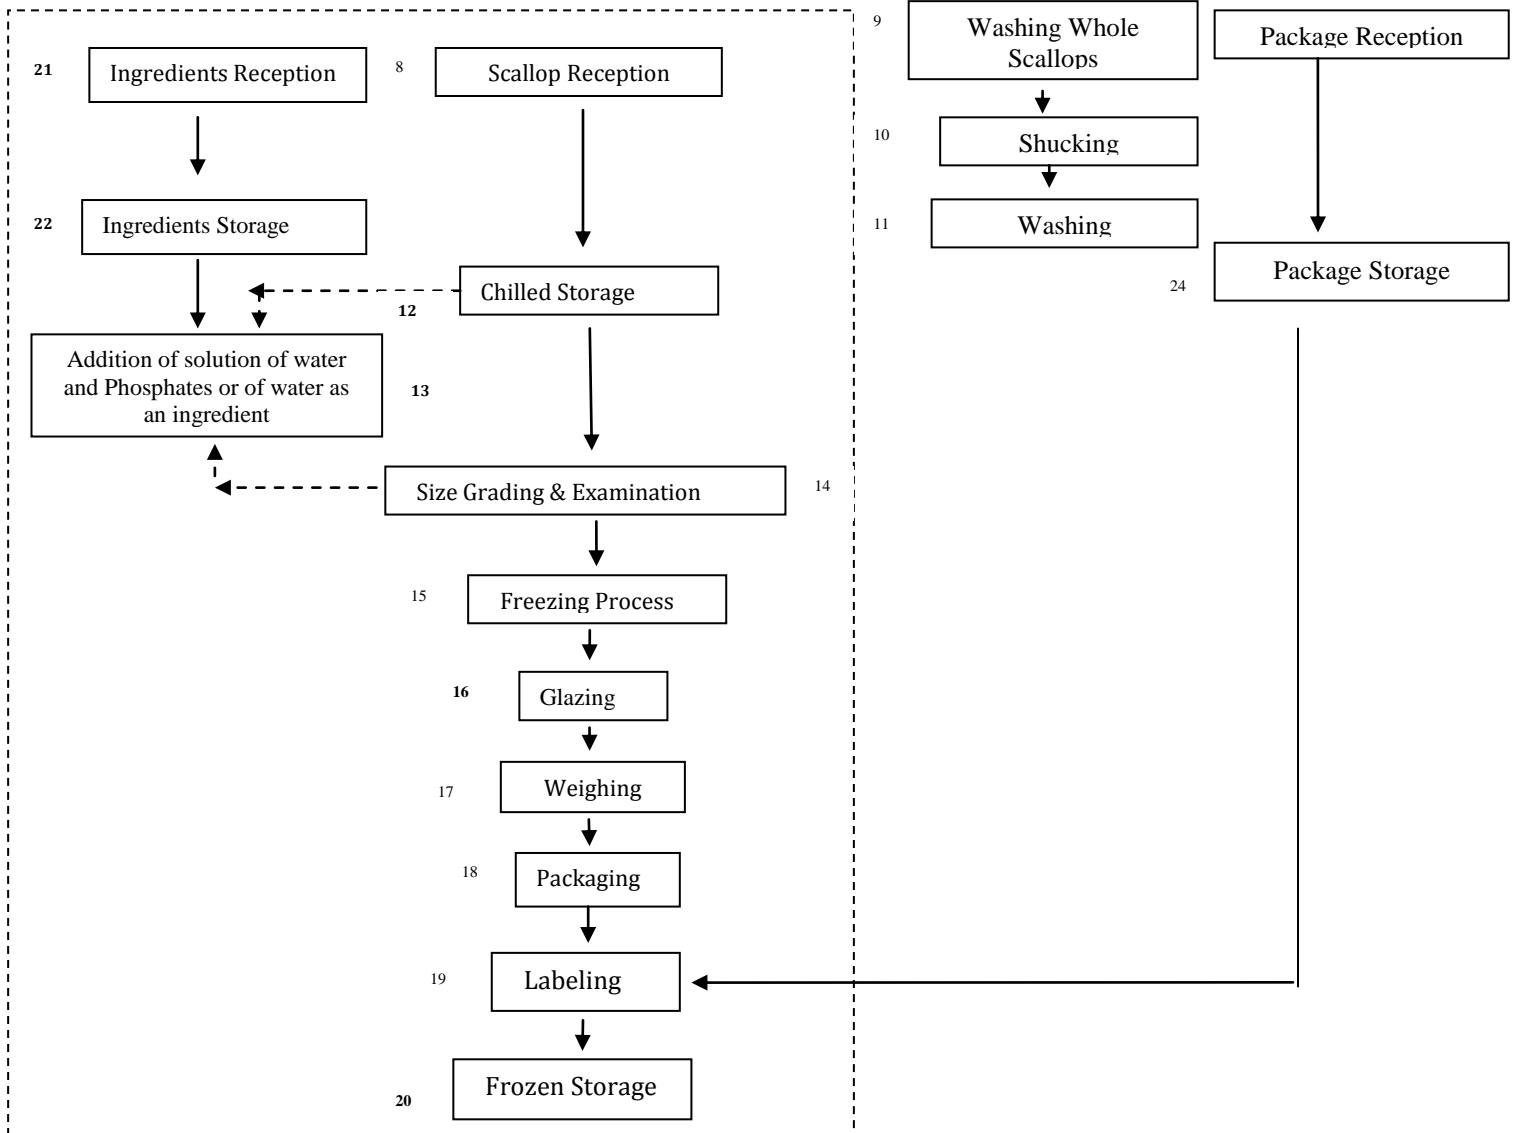 9
Washing Whole
Scallops
Package Reception
21
Ingredients Reception
8
Scallop Reception
10
Shucking
22
Ingredients Storage
11
Washing
Package Storage
24
Chilled Storage
12
Addition of solution of water
and Phosphates or of water as
an ingredient
13
Size Grading & Examination
14
15
Freezing Process
16
Glazing
17
Weighing
18
Packaging
19
Labeling
20
Frozen Storage